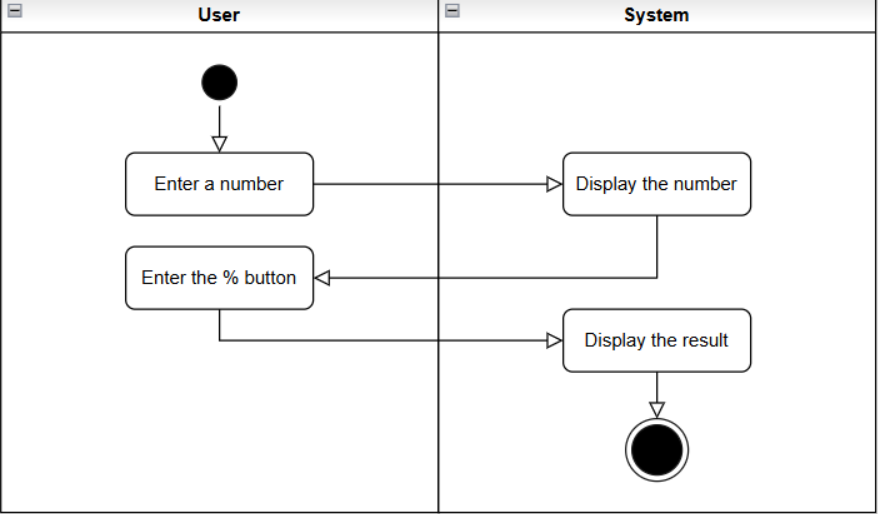 User
System
Enter a number
Display the number
Enter the % button
Display the result